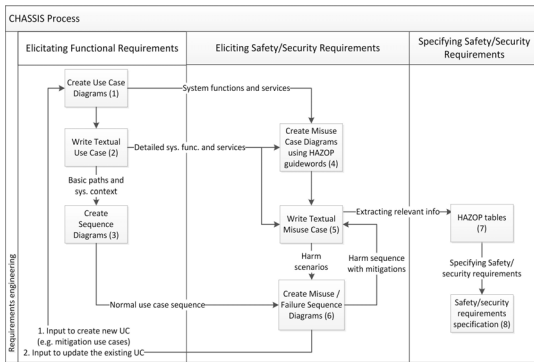 CHASSIS Process
Elicitating Functional Requirements
Eliciting Safety/Security Requirements
Specifying Safety/Security
Requirements
Requirements engineering
Create Use Case
Diagrams (1)
System functions and services
Write Textual
Use Case (2)
Detailed sys. func. and services
Create Misuse
Case Diagrams
using HAZOP
guidewords (4)
Basic paths and
sys. context
Create
Sequence
Diagrams (3)
Write Textual
Misuse Case (5)
Extracting relevant info
HAZOP tables
(7)
Harm
scenarios
Harm sequence
with mitigations
Specifying Safety/
security requirements
Normal use case sequence
Create Misuse /
Failure Sequence
Diagrams (6)
Safety/security
requirements
specification (8)
1. Input to create new UC
(e.g. mitigation use cases)
2. Input to update the existing UC